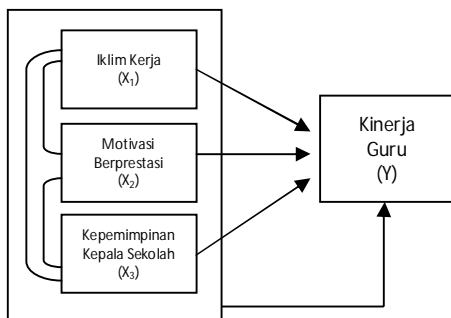 Iklim Kerja
(X₁)
Motivasi
Berprestasi
(X₂)
Kepemimpinan
Kepala Sekolah
(X₃)
Kinerja
Guru
(Y)